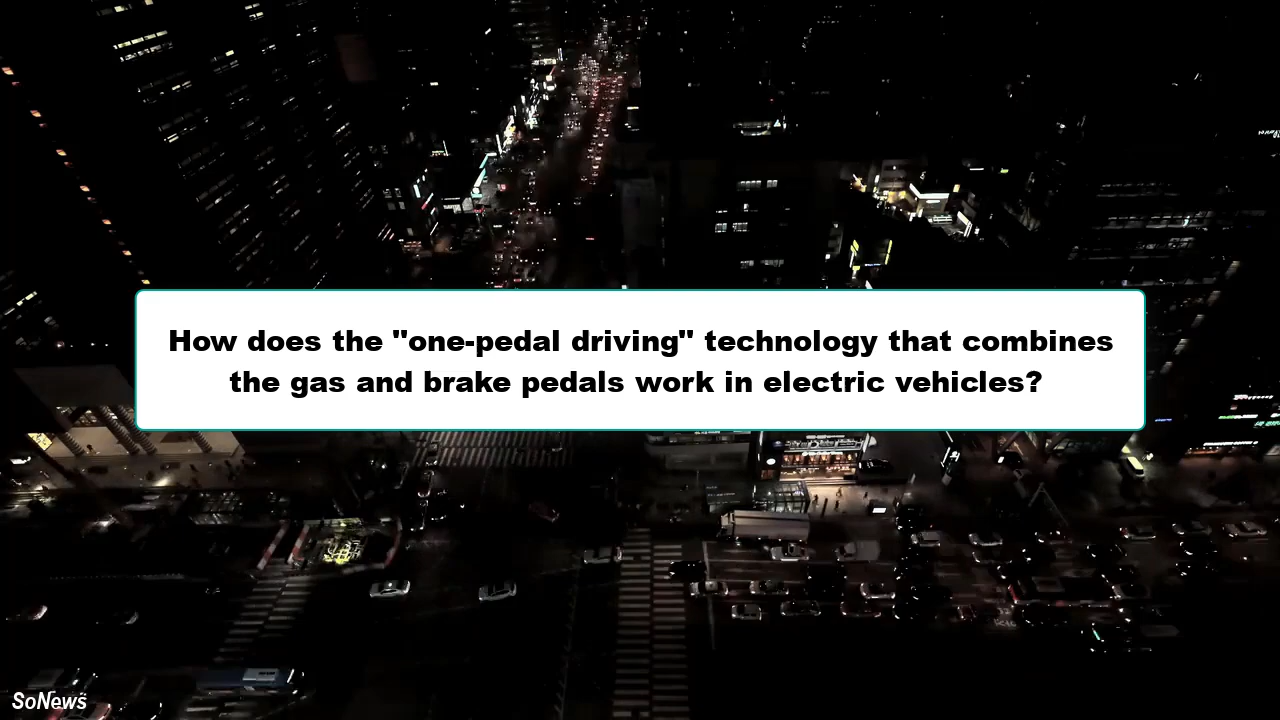 How does the "one-pedal driving" technology that combines
the gas and brake pedals work in electric vehicles?
SoNews